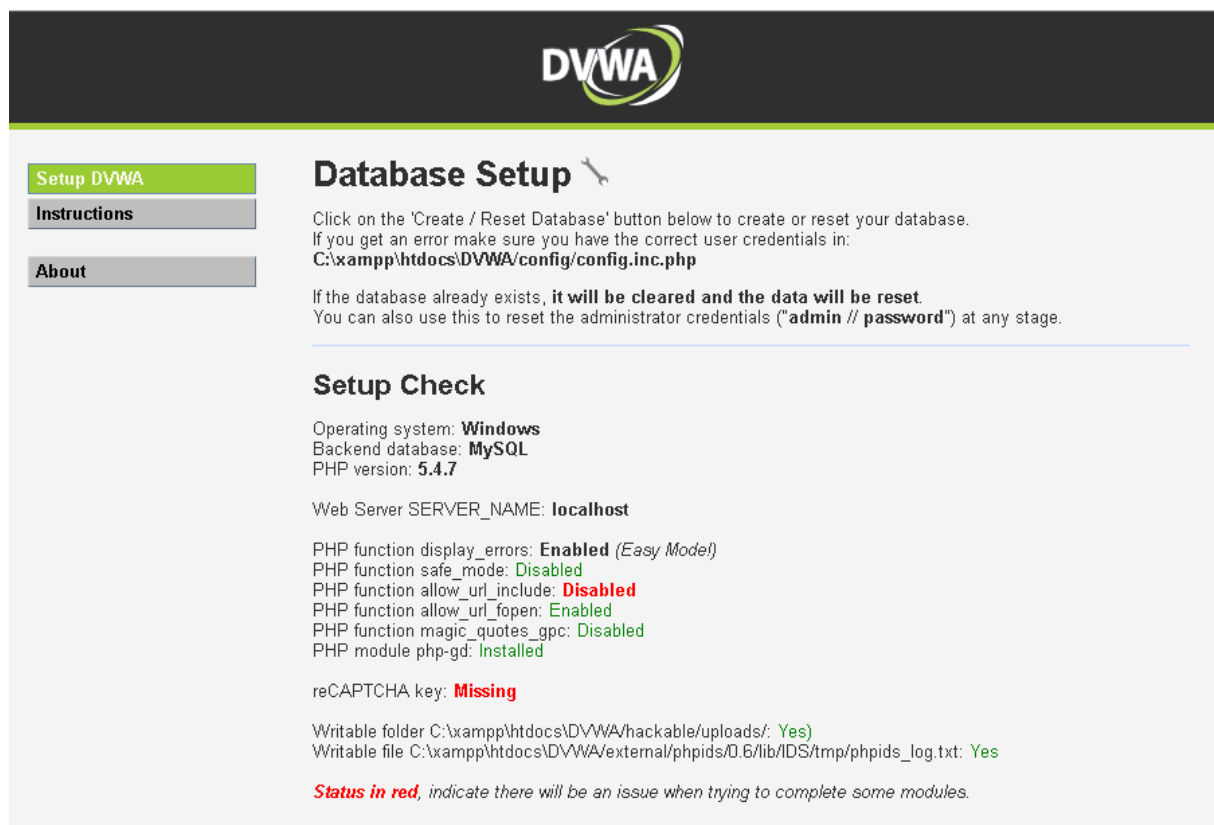 DVWA
Setup DVWA
Instructions
About
Database Setup
Click on the 'Create / Reset Database' button below to create or reset your database.
If you get an error make sure you have the correct user credentials in:
C:\xampp\htdocs\DVWA/config/config.inc.php
If the database already exists, it will be cleared and the data will be reset.
You can also use this to reset the administrator credentials ("admin // password") at any stage.
Setup Check
Operating system: Windows
Backend database: MySQL
PHP version: 5.4.7
Web Server SERVER_NAME: localhost
PHP function display_errors: Enabled (Easy Mode!)
PHP function safe_mode: Disabled
PHP function allow_url_include: Disabled
PHP function allow_url_fopen: Enabled
PHP function magic_quotes_gpc: Disabled
PHP module php-gd: Installed
reCAPTCHA key: Missing
Writable folder C:\xampp\htdocs\DVWA/hackable/uploads/: Yes)
Writable file C:\xampp\htdocs\DVWA/external/phpids/0.6/lib/IDS/tmp/phpids_log.txt: Yes
Status in red, indicate there will be an issue when trying to complete some modules.